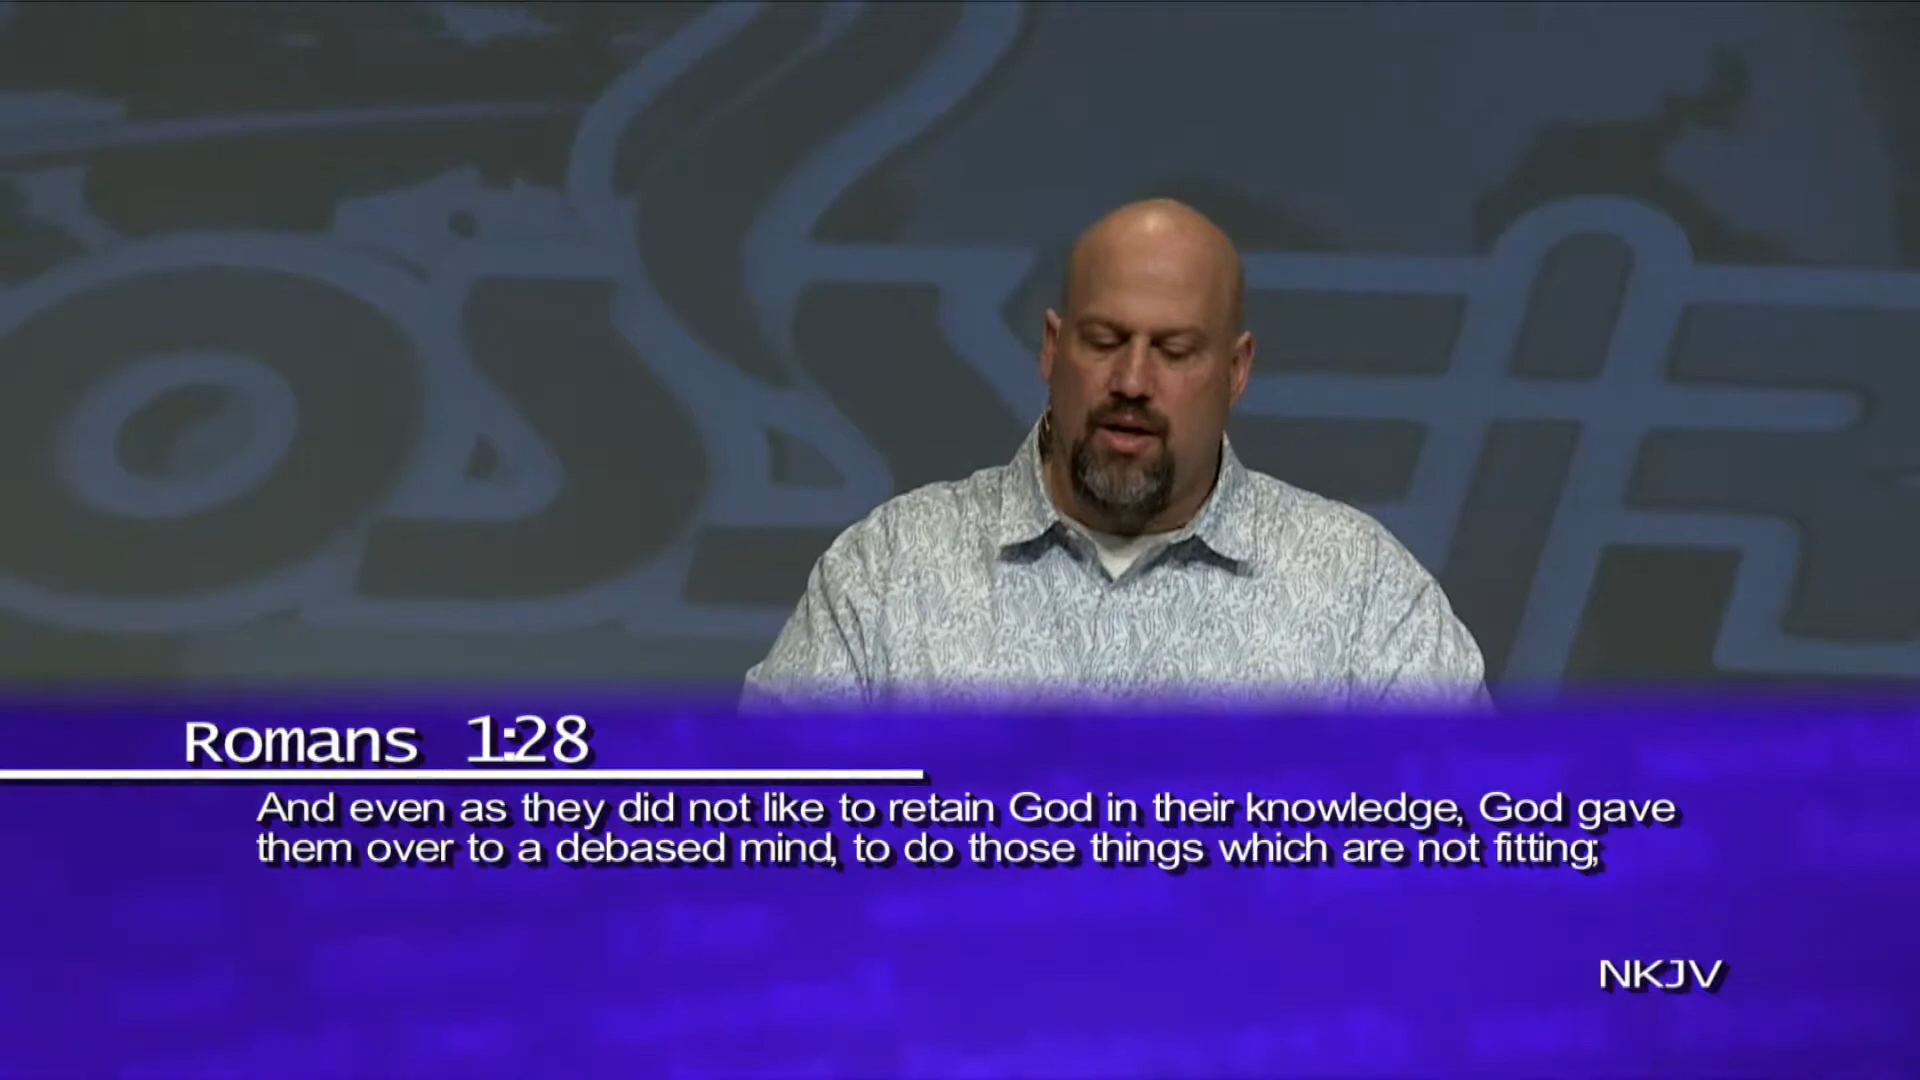 Romans 1:28
And even as they did not like to retain God in their knowledge, God gave
them over to a debased mind, to do those things which are not fitting;
NKJV